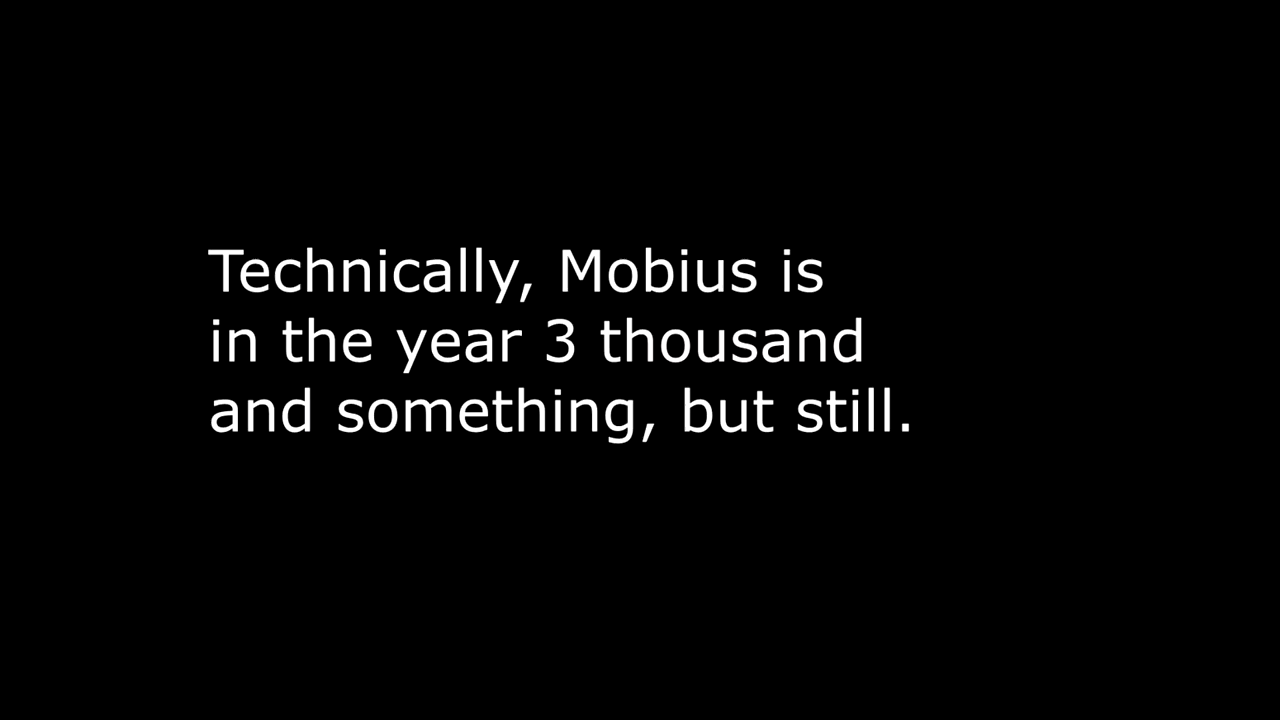 Technically, Mobius is
in the year 3 thousand
and something, but still.